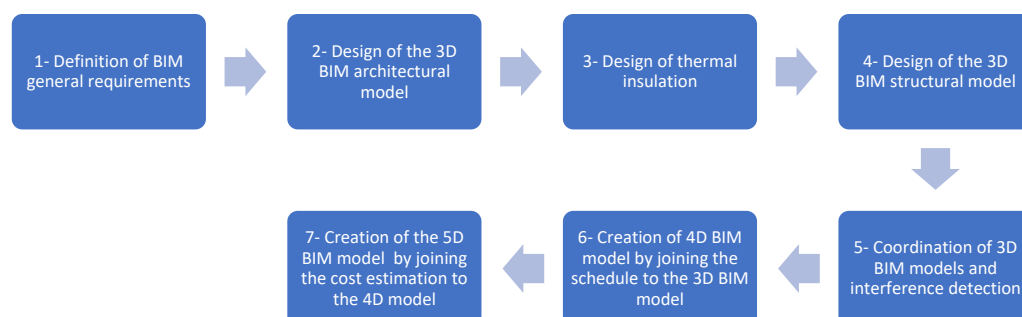 1- Definition of BIM
general requirements
2- Design of the 3D
BIM architectural
model
3- Design of thermal
insulation
4- Design of the 3D
BIM structural model
5- Coordination of 3D
BIM models and
interference detection
6- Creation of 4D BIM
model by joining the
schedule to the 3D BIM
model
7- Creation of the 5D
BIM model  by joining
the cost estimation to
the 4D model